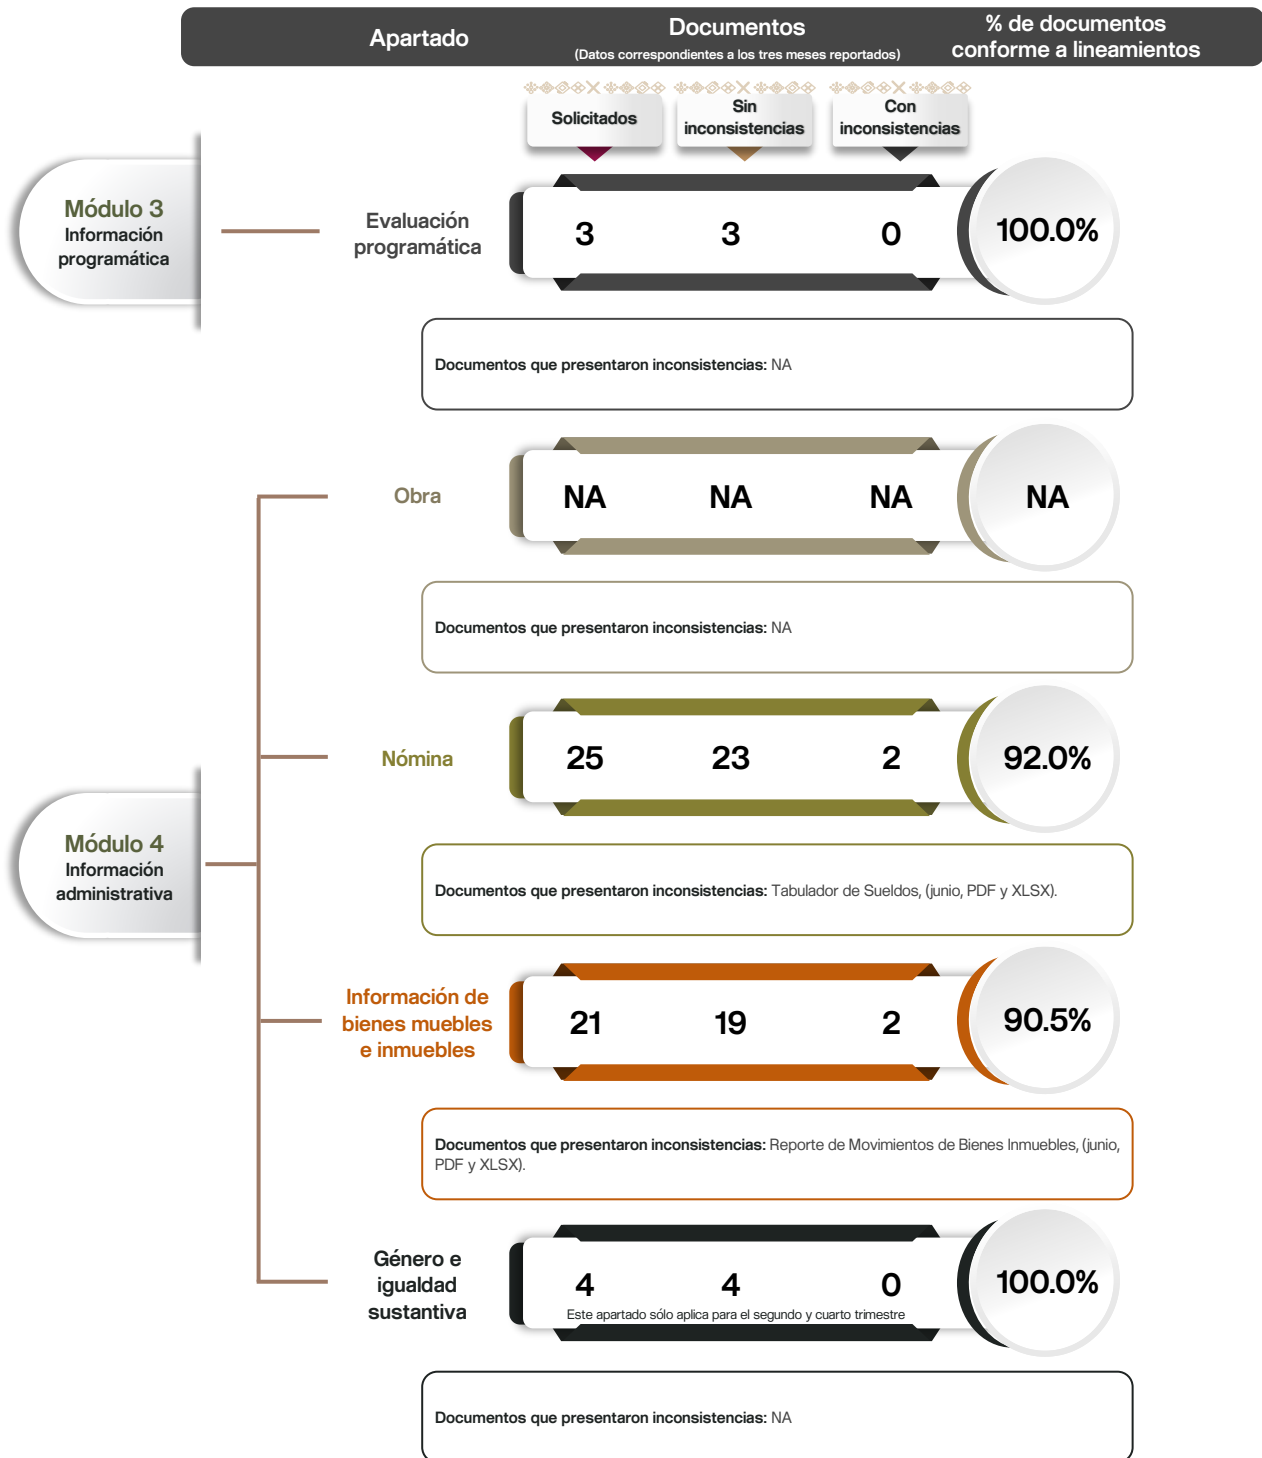 Apartado
Documentos
(Datos correspondientes a los tres meses reportados)
% de documentos
conforme a lineamientos
Solicitados
Sin
inconsistencias
Con
inconsistencias
Módulo 3
Información
programática
Evaluación
programática
3 3 0 100.0%
Documentos que presentaron inconsistencias: NA
Obra
NA NA NA NA
Documentos que presentaron inconsistencias: NA
Nómina
25 23 2 92.0%
Módulo 4
Información
administrativa
Documentos que presentaron inconsistencias: Tabulador de Sueldos, (junio, PDF y XLSX).
Información de
bienes muebles
e inmuebles
21 19 2 90.5%
Documentos que presentaron inconsistencias: Reporte de Movimientos de Bienes Inmuebles, (junio,
PDF y XLSX).
Género e
igualdad
sustantiva
4 4 0 100.0%
Este apartado sólo aplica para el segundo y cuarto trimestre
Documentos que presentaron inconsistencias: NA